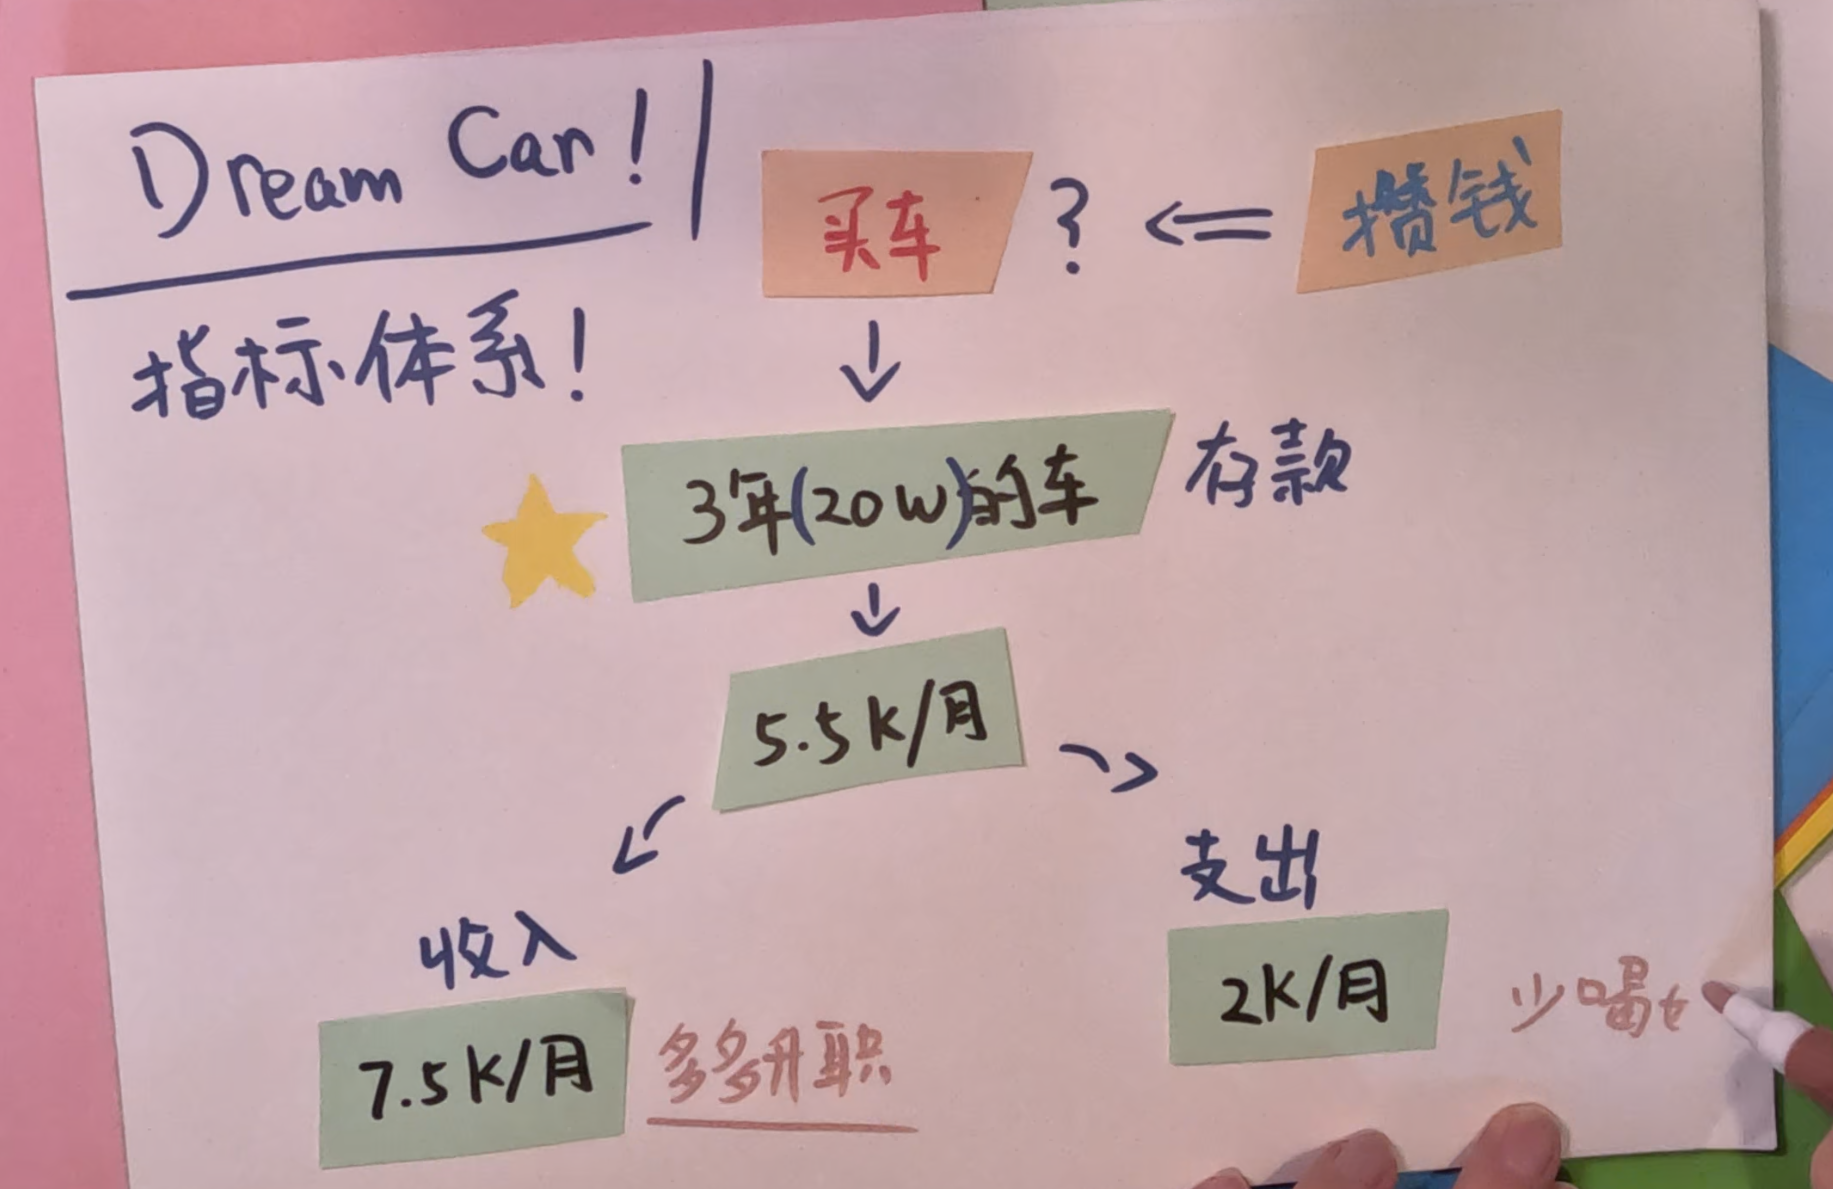 Dream Car!
指标体系!
买车 ? ⇐ 攒钱
↓
3年(20W)的车 存款
↓
5.5K/月
收入
支出
7.5K/月 多多升职
2K/月 少喝